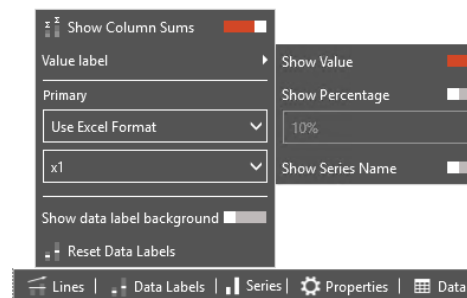 Show Column Sums
Value label
Primary
Use Excel Format
x1
Show data label background
Reset Data Labels
Show Value
Show Percentage
10%
Show Series Name
Lines | Data Labels | Series | Properties | Data